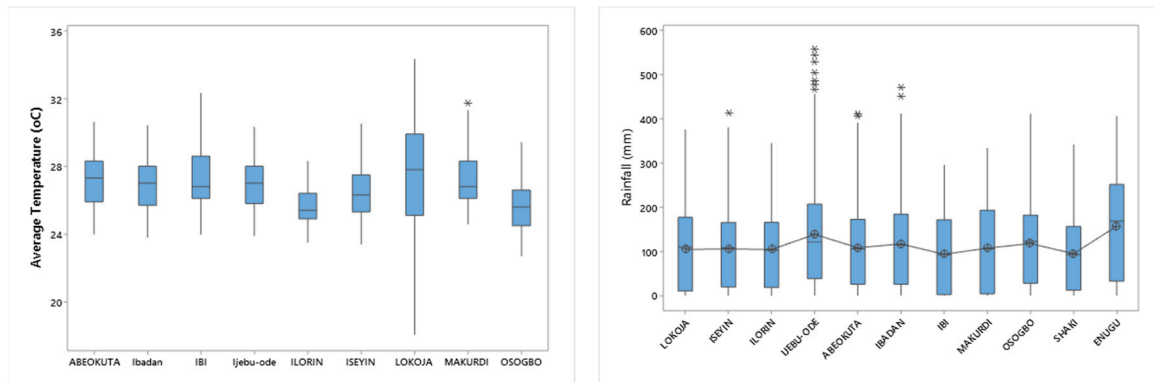 36
32
28
24
20
Average Temperature (oC)
ABEOKUTA Ibadan IBI Ijebu-ode ILORIN ISEYIN LOKOJA MAKURDI OSOGBO
600
500
400
300
200
100
0
Rainfall (mm)
LOKOJA
ISEYIN
ILORIN
IJEBU-ODE
ABEOKUTA
IBADAN
IBI
MAKURDI
OSOGBO
SHAKI
ENUGU